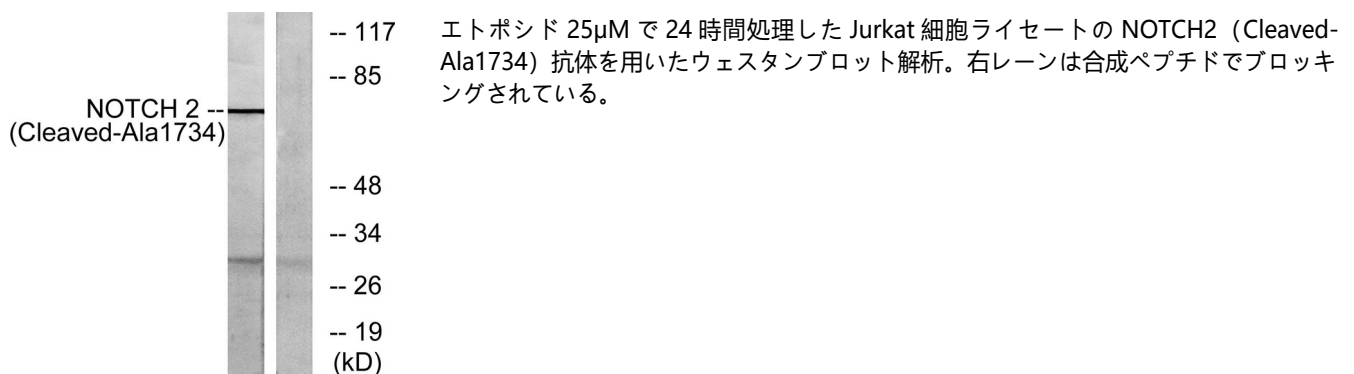 -- 117
-- 85
NOTCH 2 --
(Cleaved-Ala1734)
-- 48
-- 34
-- 26
-- 19
(kD)
エトポシド 25μM で 24 時間処理した Jurkat 細胞ライセートの NOTCH2（Cleaved-
Ala1734）抗体を用いたウェスタンブロット解析。右レーンは合成ペプチドでブロッキ
ングされている。